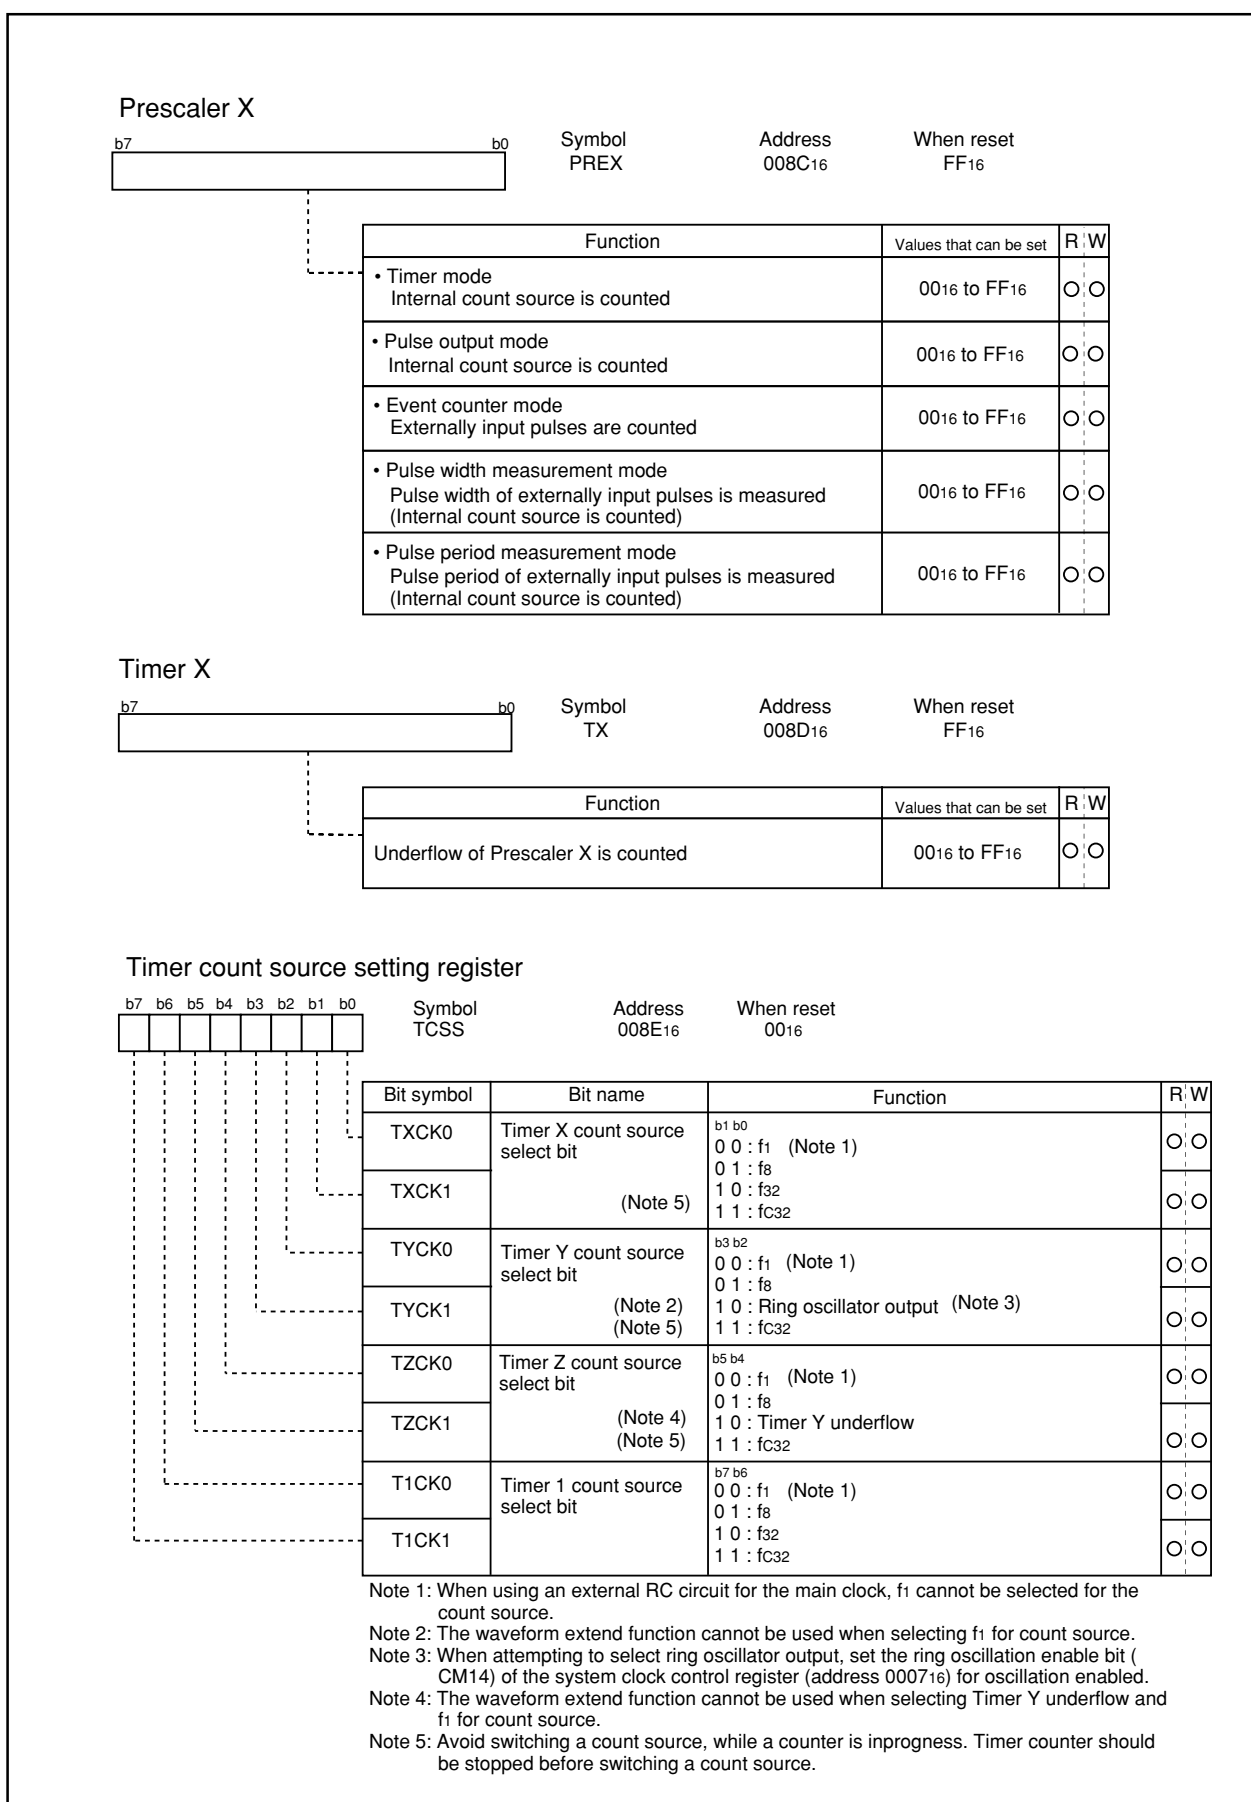 Prescaler X
b7 b0 Symbol Address When reset
PREX 008C16 FF16
Function Values that can be set R W
• Timer mode
Internal count source is counted 0016 to FF16
• Pulse output mode
Internal count source is counted 0016 to FF16
• Event counter mode
Externally input pulses are counted 0016 to FF16
• Pulse width measurement mode
Pulse width of externally input pulses is measured 0016 to FF16
(Internal count source is counted)
• Pulse period measurement mode
Pulse period of externally input pulses is measured 0016 to FF16
(Internal count source is counted)
Timer X
b7 b0 Symbol Address When reset
TX 008D16 FF16
Function Values that can be set R W
Underflow of Prescaler X is counted 0016 to FF16
Timer count source setting register
b7 b6 b5 b4 b3 b2 b1 b0 Symbol Address When reset
TCSS 008E16 0016
Bit symbol Bit name Function R W
TXCK0 Timer X count source b1 b0
select bit 0 0 : f1 (Note 1)
0 1 : f8
TXCK1 (Note 5) 1 0 : f32
1 1 : fC32
TYCK0 Timer Y count source b3 b2
select bit 0 0 : f1 (Note 1)
0 1 : f8
TYCK1 (Note 2) 1 0 : Ring oscillator output (Note 3)
(Note 5) 1 1 : fC32
TZCK0 Timer Z count source b5 b4
select bit 0 0 : f1 (Note 1)
0 1 : f8
TZCK1 (Note 4) 1 0 : Timer Y underflow
(Note 5) 1 1 : fC32
T1CK0 Timer 1 count source b7 b6
select bit 0 0 : f1 (Note 1)
0 1 : f8
T1CK1 1 0 : f32
1 1 : fC32
Note 1: When using an external RC circuit for the main clock, f1 cannot be selected for the
count source.
Note 2: The waveform extend function cannot be used when selecting f1 for count source.
Note 3: When attempting to select ring oscillator output, set the ring oscillation enable bit (
CM14) of the system clock control register (address 000716) for oscillation enabled.
Note 4: The waveform extend function cannot be used when selecting Timer Y underflow and
f1 for count source.
Note 5: Avoid switching a count source, while a counter is inprogness. Timer counter should
be stopped before switching a count source.